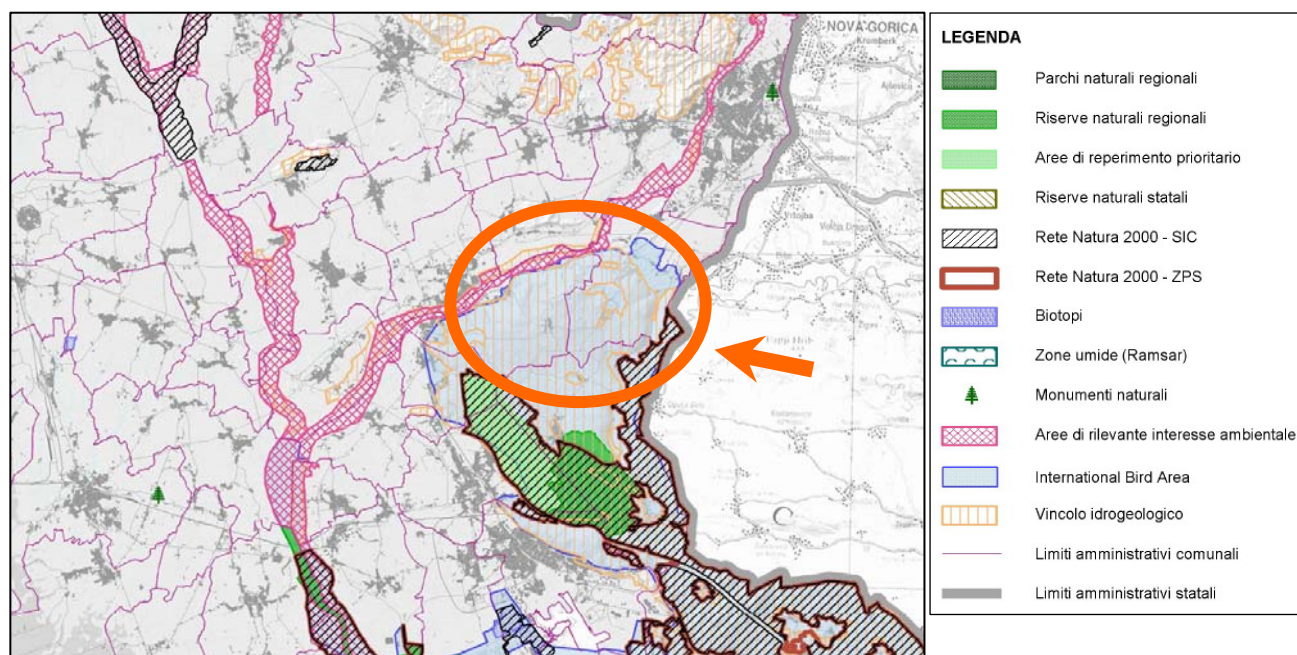 NOVA GORICA
Kromberk
Vrtojba
LEGENDA
Parchi naturali regionali
Riserve naturali regionali
Aree di reperimento prioritario
Riserve naturali statali
Rete Natura 2000 - SIC
Rete Natura 2000 - ZPS
Biotopi
Zone umide (Ramsar)
Monumenti naturali
Aree di rilevante interesse ambientale
International Bird Area
Vincolo idrogeologico
Limiti amministrativi comunali
Limiti amministrativi statali